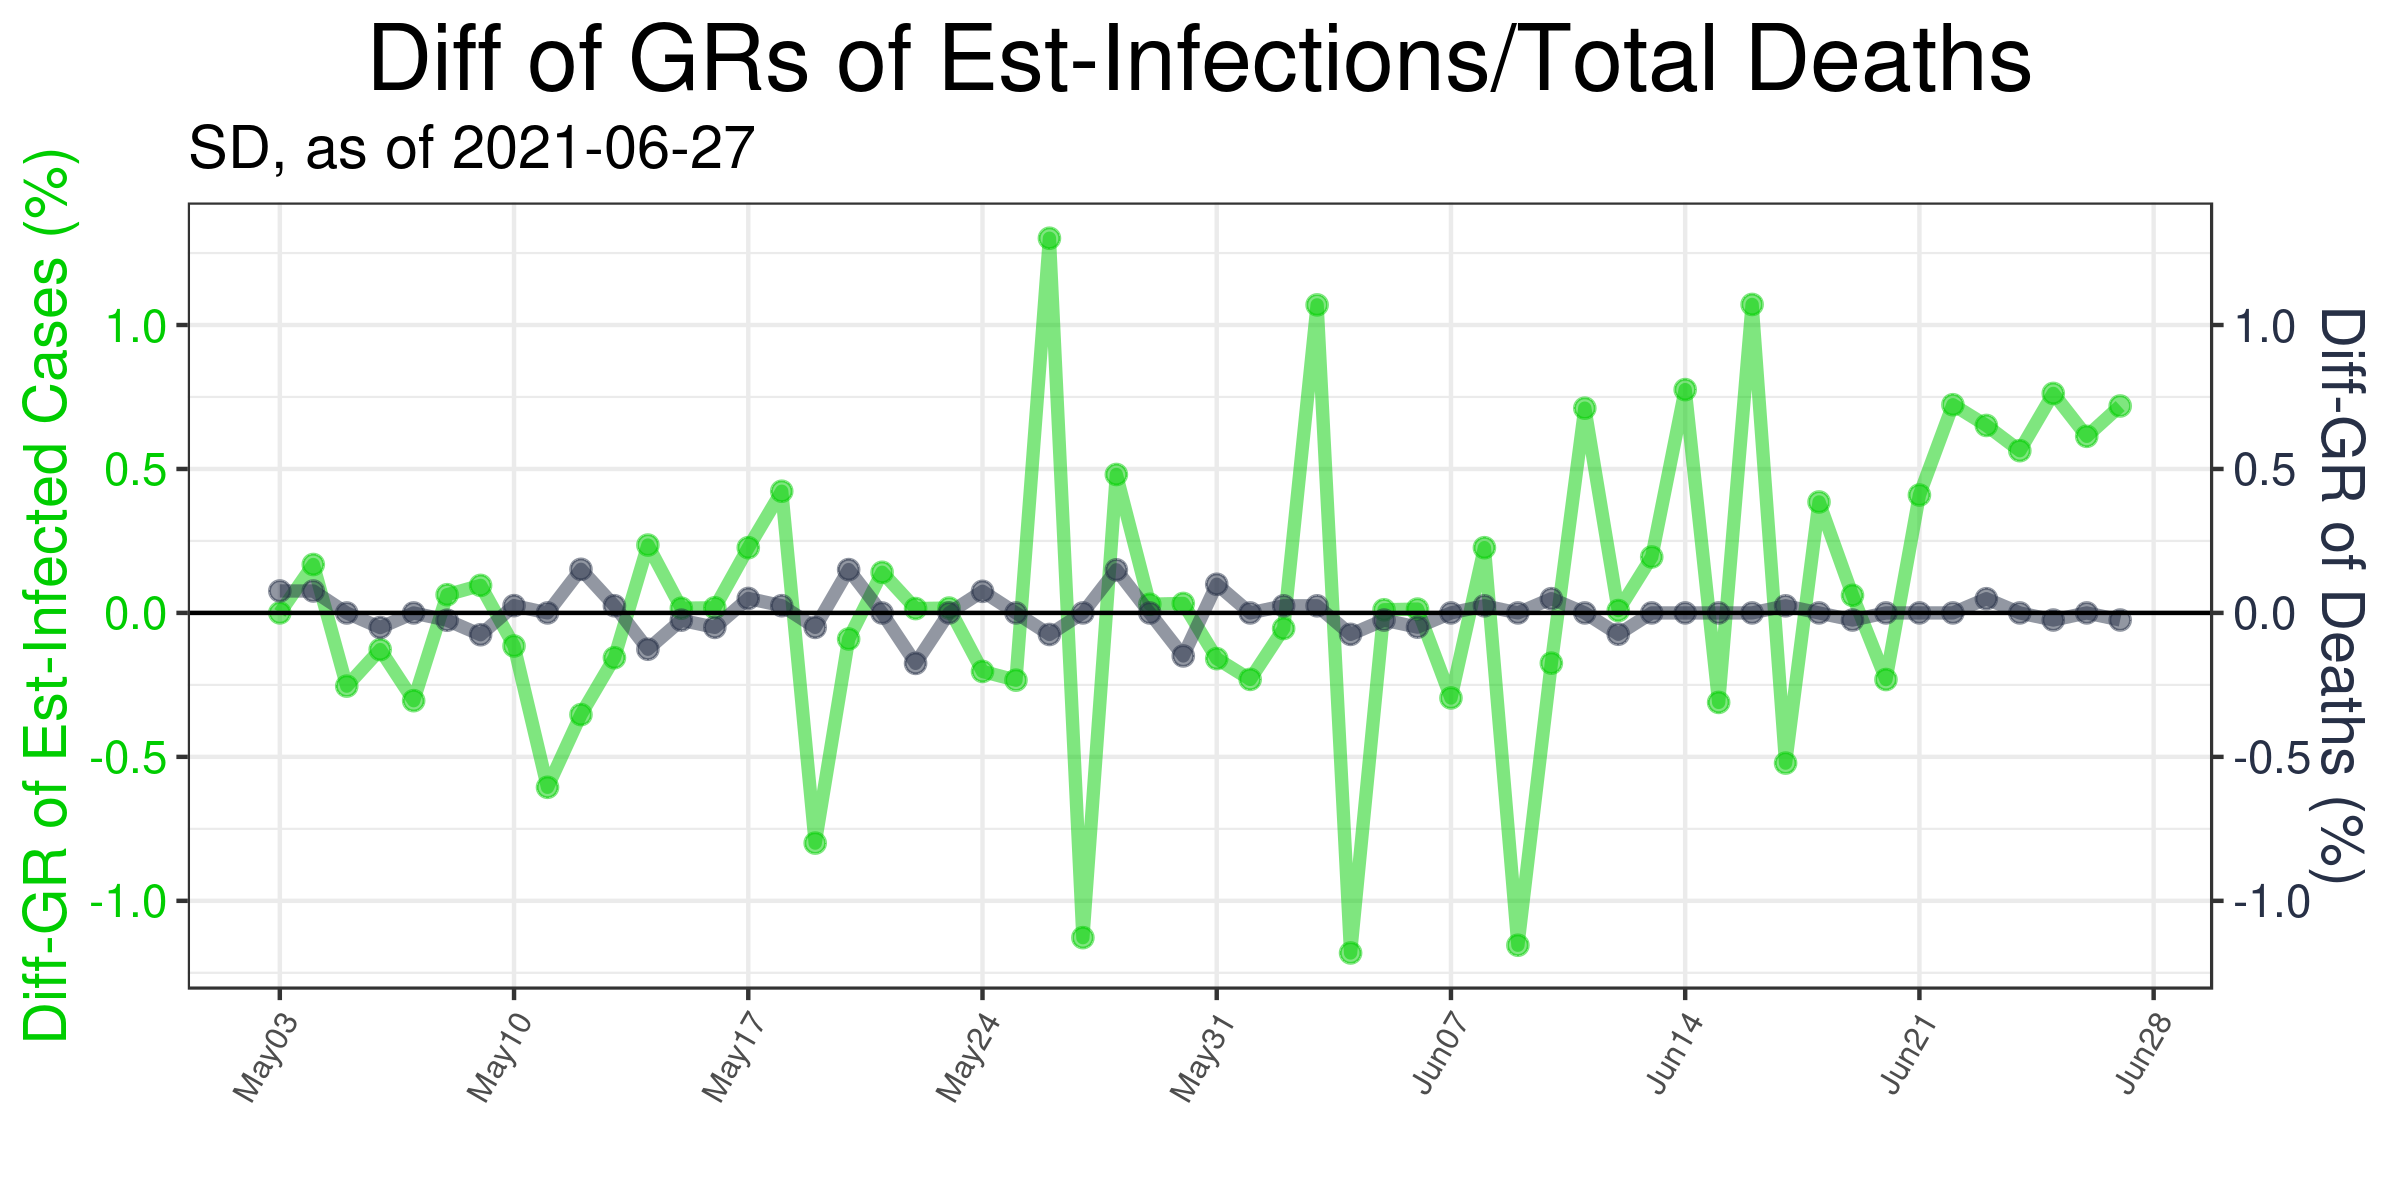 Diff of GRs of Est-Infections/Total Deaths
SD, as of 2021-06-27
Diff-GR of Est-Infected Cases (%)
1.0
0.5
0.0
-0.5
-1.0
1.0
0.5
0.0
-0.5
-1.0
Diff-GR of Deaths (%)
May03
May10
May17
May24
May31
Jun07
Jun14
Jun21
Jun28